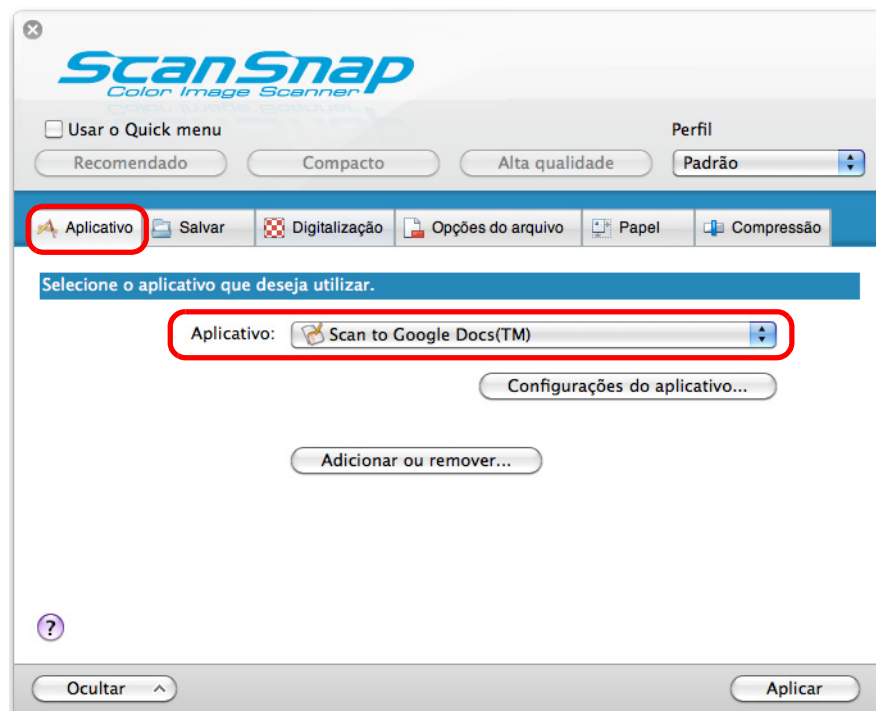 ScanSnap
Color Image Scanner
Usar o Quick menu
Perfil
Recomendado
Compacto
Alta qualidade
Padrão
Aplicativo
Salvar
Digitalização
Opções do arquivo
Papel
Compressão
Selecione o aplicativo que deseja utilizar.
Aplicativo:
Scan to Google Docs(TM)
Configurações do aplicativo...
Adicionar ou remover...
?
Ocultar
Aplicar